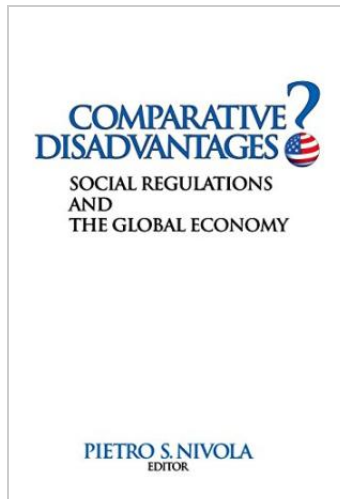 COMPARATIVE
DISADVANTAGES?
SOCIAL REGULATIONS
AND
THE GLOBAL ECONOMY
PIETRO S. NIVOLA
EDITOR